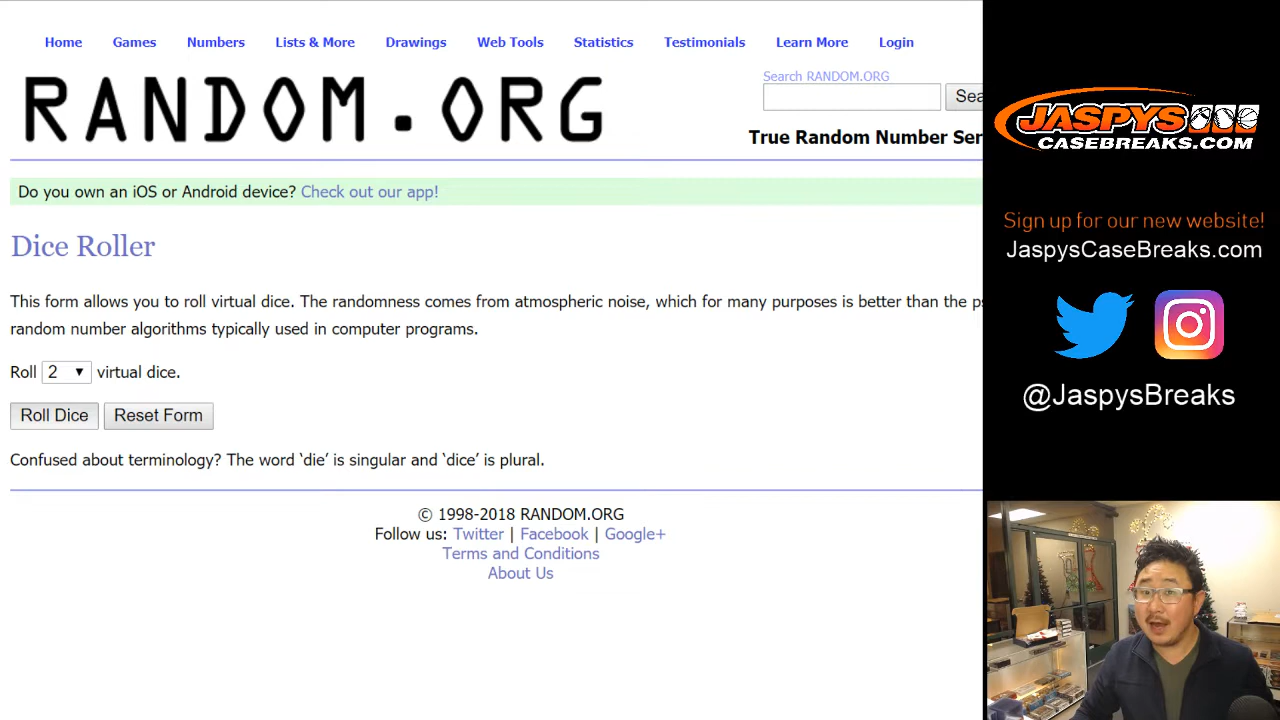 Home Games Numbers Lists & More Drawings Web Tools Statistics Testimonials Learn More Login
RANDOM.ORG
Search RANDOM.ORG
Sea
True Random Number Ser
Do you own an iOS or Android device? Check out our app!
Dice Roller
This form allows you to roll virtual dice. The randomness comes from atmospheric noise, which for many purposes is better than the ps
random number algorithms typically used in computer programs.
Roll 2 virtual dice.
Roll Dice Reset Form
Confused about terminology? The word ‘die’ is singular and ‘dice’ is plural.
© 1998-2018 RANDOM.ORG
Follow us: Twitter | Facebook | Google+
Terms and Conditions
About Us
JASPYS
CASEBREAKS.COM
Sign up for our new website!
JaspysCaseBreaks.com
@JaspysBreaks